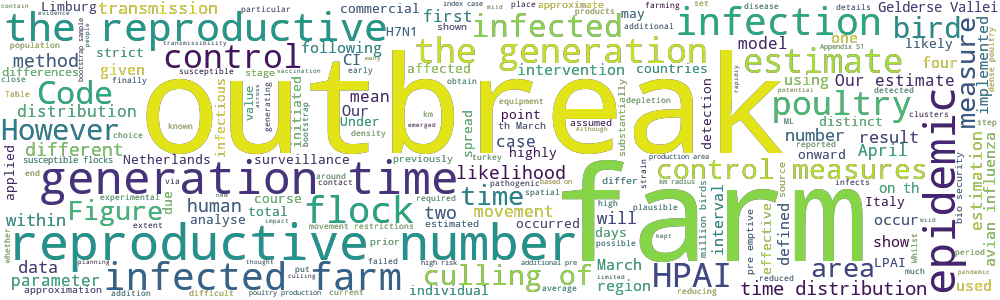 contain Limburg transmission particular commercial index case mild place approximate farming set disease details Gelderse Vallei
evidence the reproductive H7N1 first infected may products additional infection bird
population strict control the generation model Appendix S1 one likely
method given following CI affected intervention countries estimate four measure
differences susceptible stage vaccination many early shown using Our estimate implemented
close finally bootstrap sample people transmissibility obtain rapidly detected
Table Code infectious value across generating mean equipment substantially depletion poultry dense poultry
distribution outbreak initiated bootstrap Our Under emerged assumed Although detection potential distinct clusters
choice known density km point th March ML number result step
However different case spread reported onward April
susceptible flocks Netherlands surveillance previously highly turkey production area epidemic estimation avian influenza
end via around contact likelihood pathogenic based on differ strain infects on th
applied generation time farm control measures
experimental new required spatial km radius wild
Figure due human course flock time high plausible interval effective source pre emptive Italy bio security
extent impact movement restrictions will possible kept million birds defined occur
within analyse total estimated two movement occurred days
whether reproductive number limited reduced show Whilst
data planning thought prior high risk additional pre March area LPAI much period
parameter infected farm put culling failed culling of region HPAI time distribution pandemic
approximation addition difficult poultry production current individual average reducing used